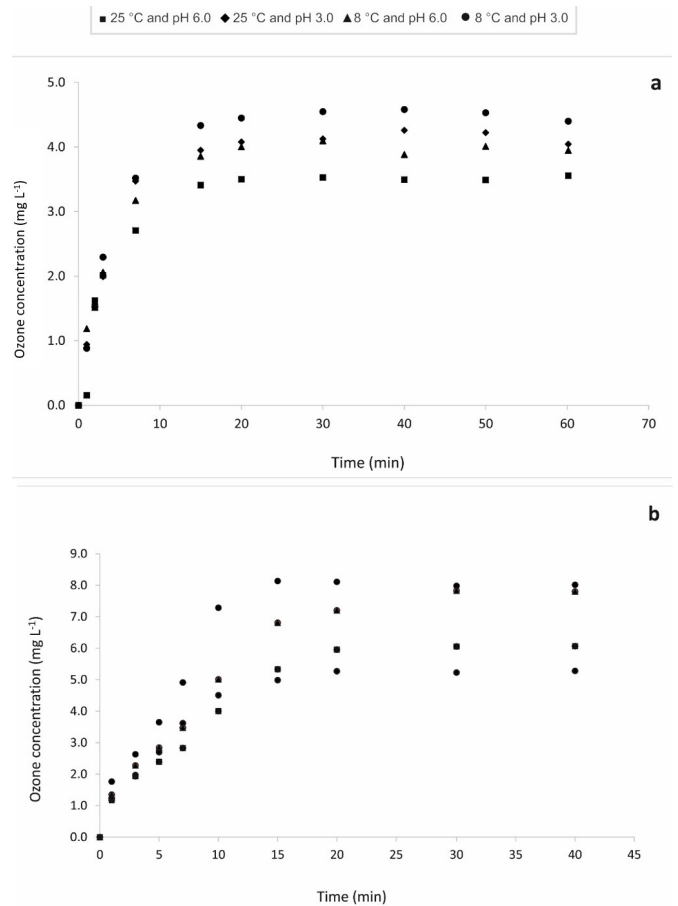 ■ 25 °C and pH 6.0 ◆ 25 °C and pH 3.0 ▲ 8 °C and pH 6.0 ● 8 °C and pH 3.0
a
5.0
4.0
3.0
2.0
1.0
0.0
Ozone concentration (mg L⁻¹)
0 10 20 30 40 50 60 70
Time (min)
b
9.0
8.0
7.0
6.0
5.0
4.0
3.0
2.0
1.0
0.0
Ozone concentration (mg L⁻¹)
0 5 10 15 20 25 30 35 40 45
Time (min)